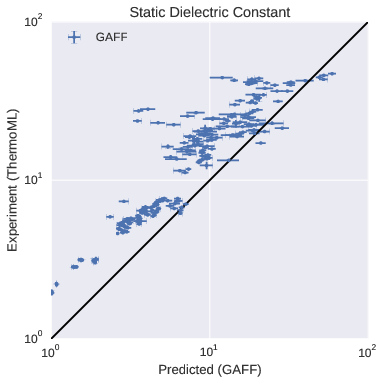 Static Dielectric Constant
10²
GAFF
Experiment (ThermoML)
10¹
10⁰
10⁰ 10¹ 10²
Predicted (GAFF)